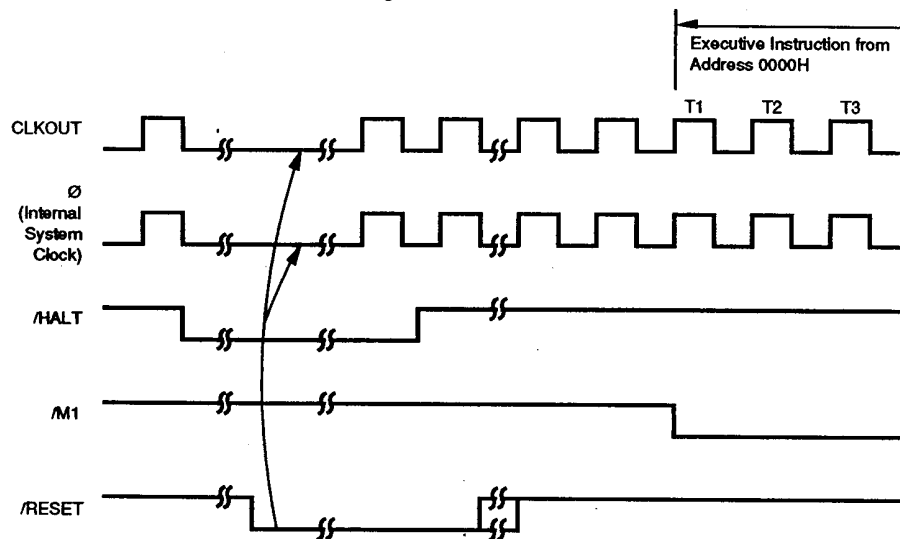 Executive Instruction from
Address 0000H
T1 T2 T3
CLKOUT
Ø
(Internal
System
Clock)
/HALT
/M1
/RESET